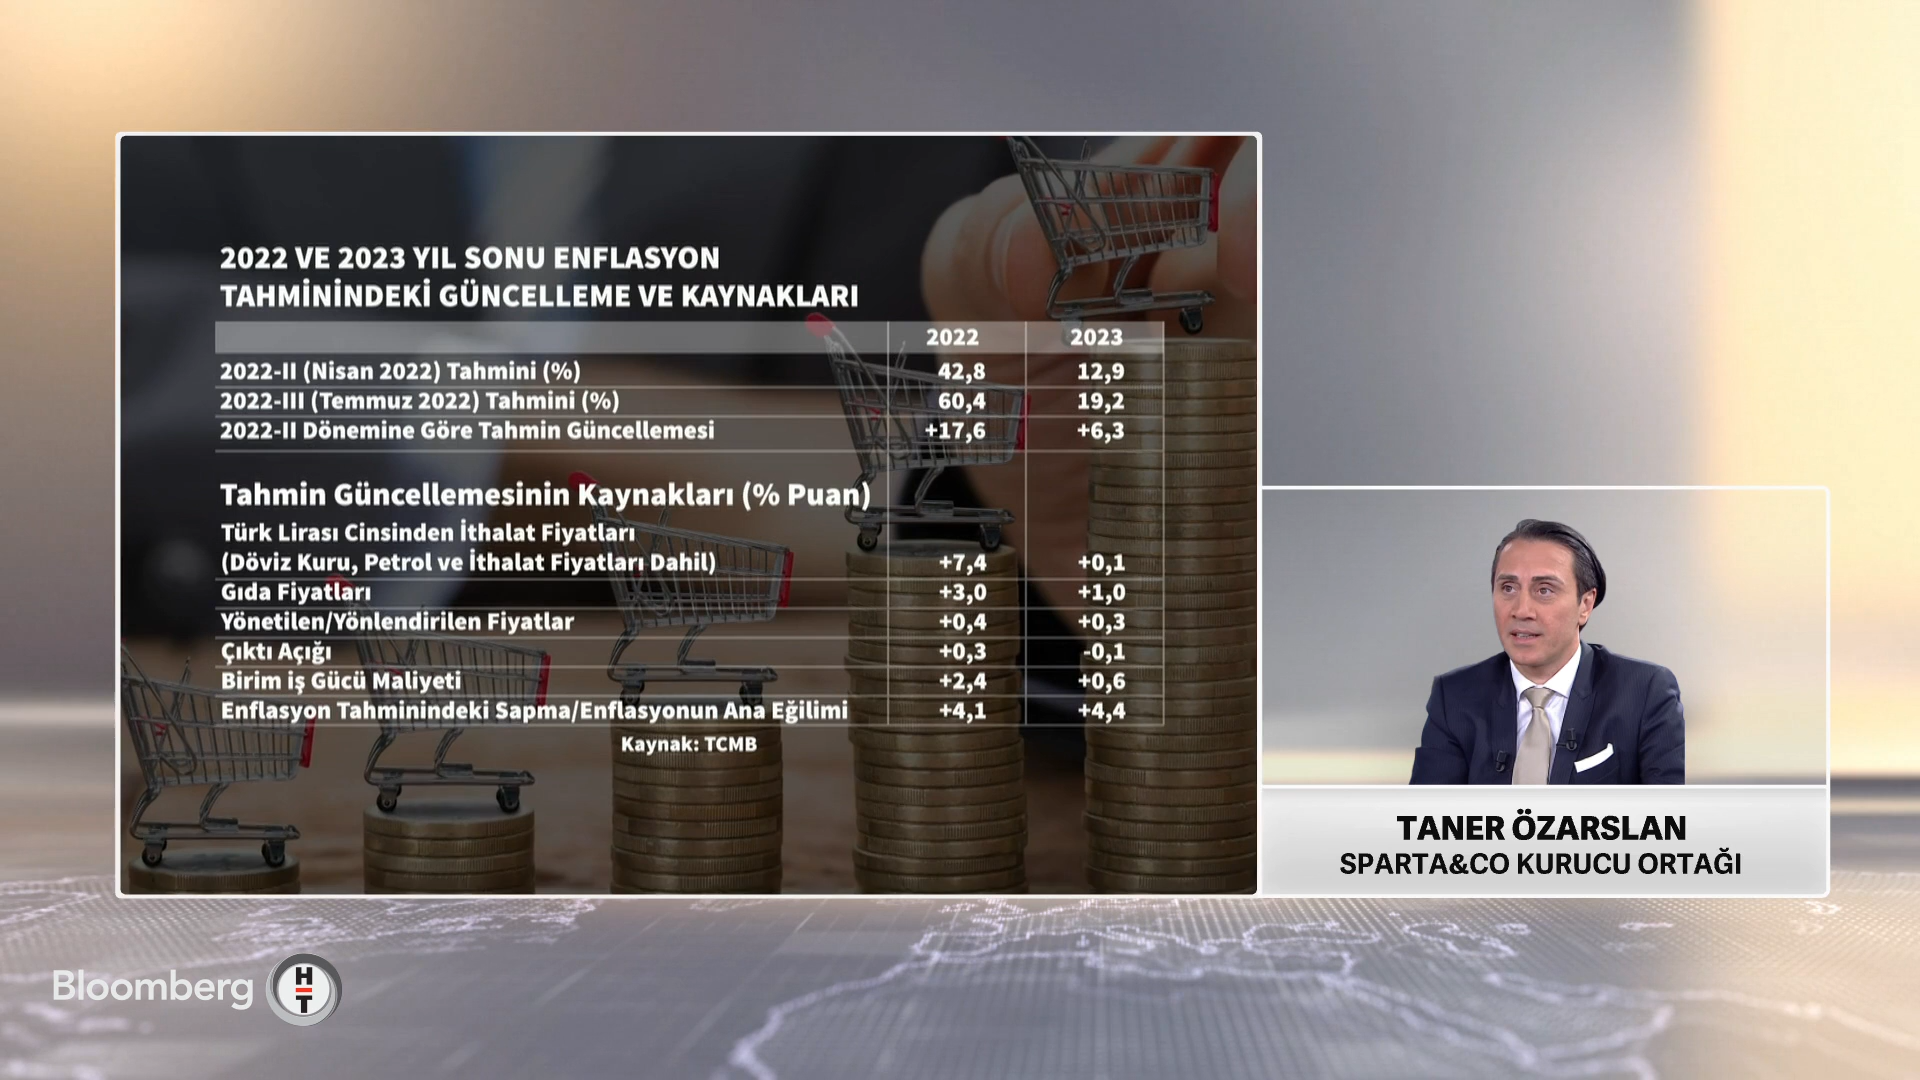 2022 VE 2023 YIL SONU ENFLASYON
TAHMİNİNDEKİ GÜNCELLEME VE KAYNAKLARI
2022 2023
2022-II (Nisan 2022) Tahmini (%) 42,8 12,9
2022-III (Temmuz 2022) Tahmini (%) 60,4 19,2
2022-II Dönemine Göre Tahmin Güncellemesi +17,6 +6,3
Tahmin Güncellemesinin Kaynakları (% Puan)
Türk Lirası Cinsinden İthalat Fiyatları
(Döviz Kuru, Petrol ve İthalat Fiyatları Dahil) +7,4 +0,1
Gıda Fiyatları +3,0 +1,0
Yönetilen/Yönlendirilen Fiyatlar +0,4 +0,3
Çıktı Açığı +0,3 -0,1
Birim iş Gücü Maliyeti +2,4 +0,6
Enflasyon Tahminindeki Sapma/Enflasyonun Ana Eğilimi +4,1 +4,4
Kaynak: TCMB
TANER ÖZARSLAN
SPARTA&CO KURUCU ORTAĞI
Bloomberg HT